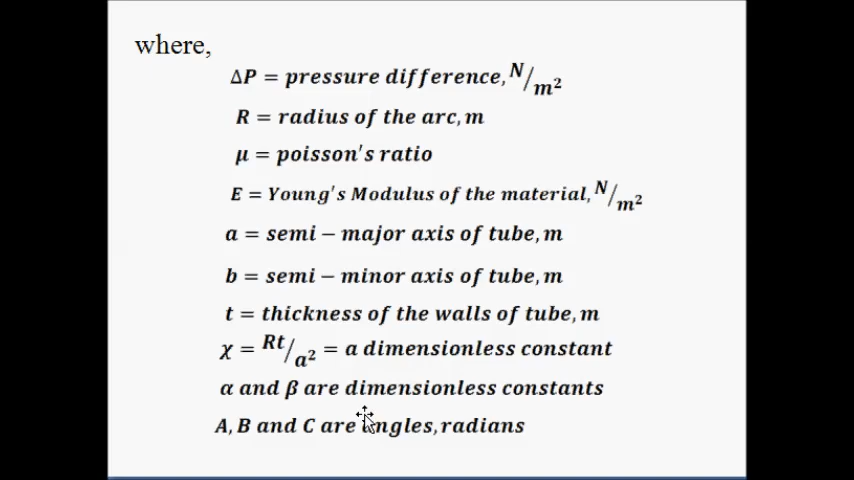 where,
ΔP = pressure difference, N/m²
R = radius of the arc, m
μ = poisson's ratio
E = Young's Modulus of the material, N/m²
a = semi − major axis of tube, m
b = semi − minor axis of tube, m
t = thickness of the walls of tube, m
χ = Rt/a² = a dimensionless constant
α and β are dimensionless constants
A, B and C are angles, radians